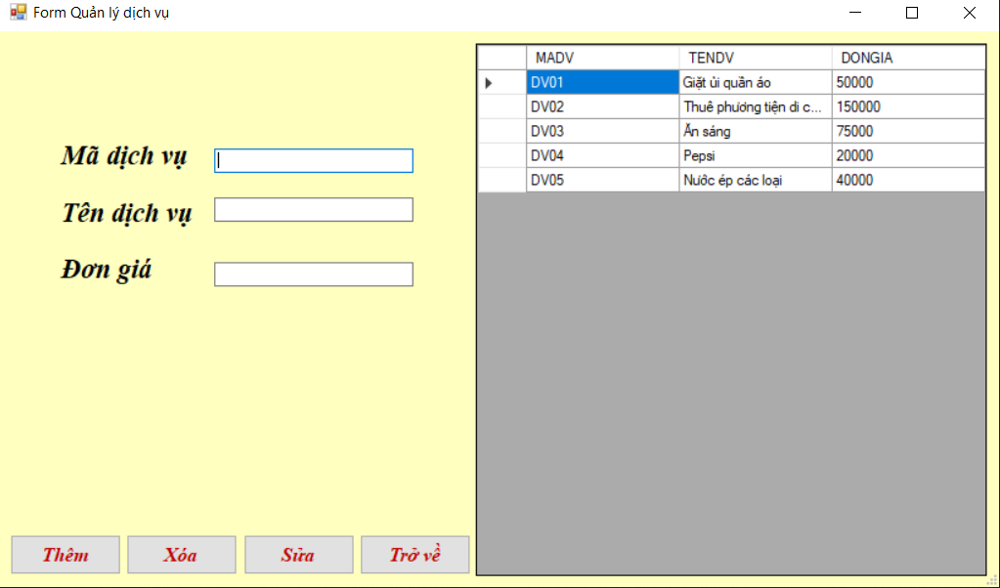 Form Quản lý dịch vụ
Mã dịch vụ
Tên dịch vụ
Đơn giá
Thêm Xóa Sửa Trở về
MADV TENDV DONGIA
DV01 Giặt ủi quần áo 50000
DV02 Thuê phương tiện di c... 150000
DV03 Ăn sáng 75000
DV04 Pepsi 20000
DV05 Nước ép các loại 40000